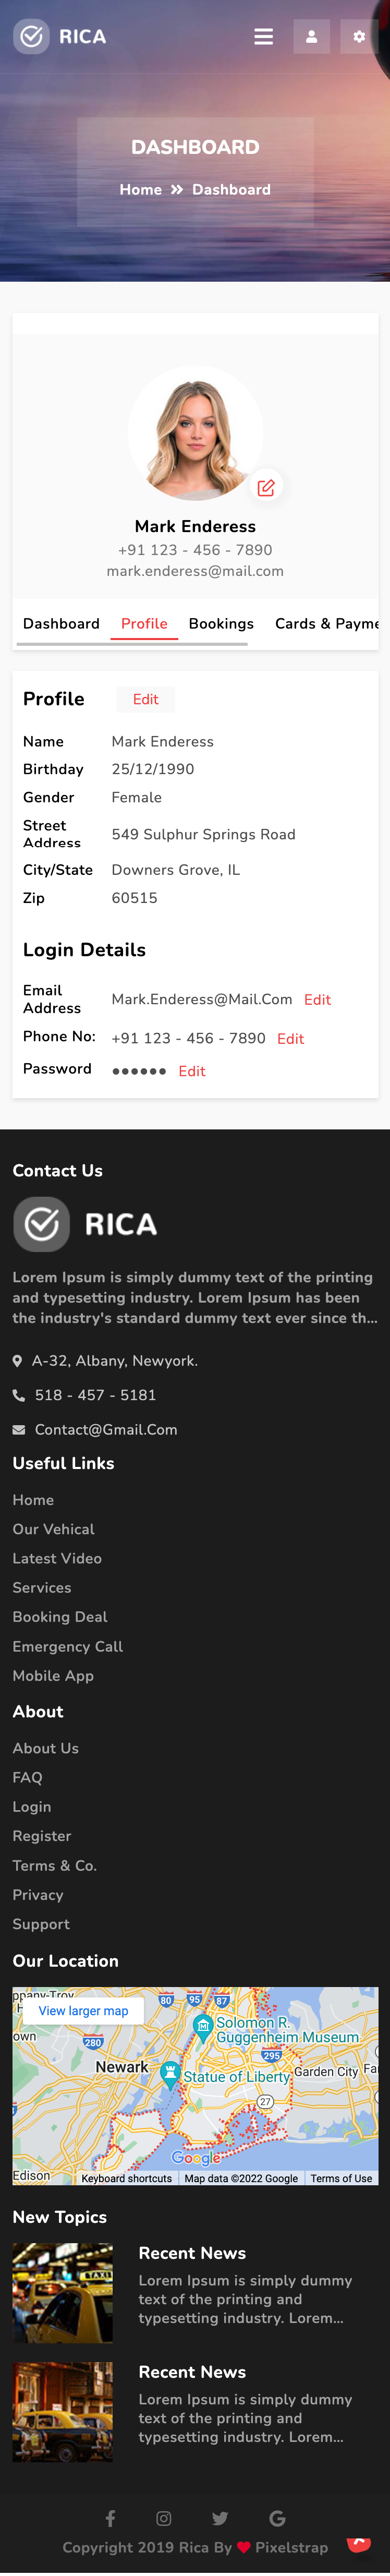 RICA
DASHBOARD
Home Dashboard
Mark Enderess
+91 123 - 456 - 7890
mark.enderess@mail.com
Dashboard Profile Bookings Cards & Payme
Profile Edit
Name Mark Enderess
Birthday 25/12/1990
Gender Female
Street
Address
549 Sulphur Springs Road
City/State Downers Grove, IL
Zip 60515
Login Details
Email
Address
Mark.Enderess@Mail.Com Edit
Phone No: +91 123 - 456 - 7890 Edit
Password ●●●●●● Edit
Contact Us
RICA
Lorem Ipsum is simply dummy text of the printing
and typesetting industry. Lorem Ipsum has been
the industry's standard dummy text ever since th...
A-32, Albany, Newyork.
518 - 457 - 5181
Contact@Gmail.Com
Useful Links
Home
Our Vehical
Latest Video
Services
Booking Deal
Emergency Call
Mobile App
About
About Us
FAQ
Login
Register
Terms & Co.
Privacy
Support
Our Location
View larger map
80 95 87
Solomon R.
Guggenheim Museum
own
280
295
Newark
Statue of Liberty
Garden City
27
Google
Edison
Keyboard shortcuts Map data ©2022 Google Terms of Use
New Topics
TAXI
Recent News
Lorem Ipsum is simply dummy
text of the printing and
typesetting industry. Lorem...
Recent News
Lorem Ipsum is simply dummy
text of the printing and
typesetting industry. Lorem...
Copyright 2019 Rica By Pixelstrap